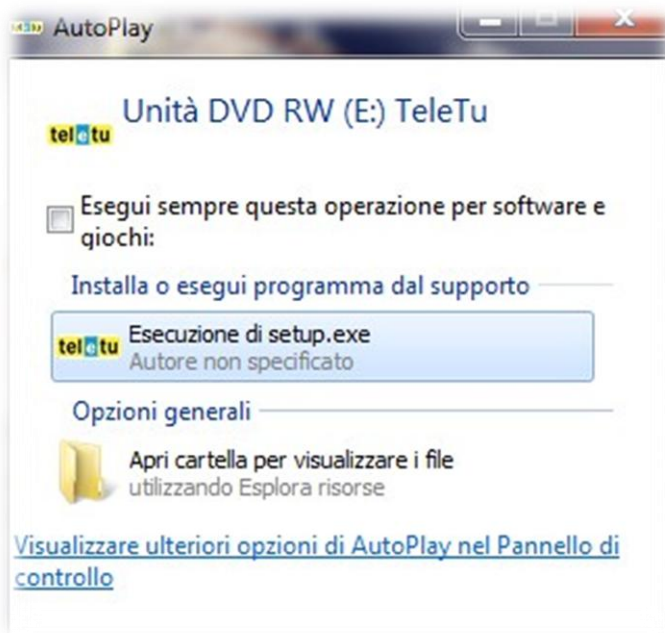 AutoPlay
Unità DVD RW (E:) TeleTu
teletu
Esegui sempre questa operazione per software e
giochi:
Installa o esegui programma dal supporto
teletu
Esecuzione di setup.exe
Autore non specificato
Opzioni generali
Apri cartella per visualizzare i file
utilizzando Esplora risorse
Visualizzare ulteriori opzioni di AutoPlay nel Pannello di
controllo